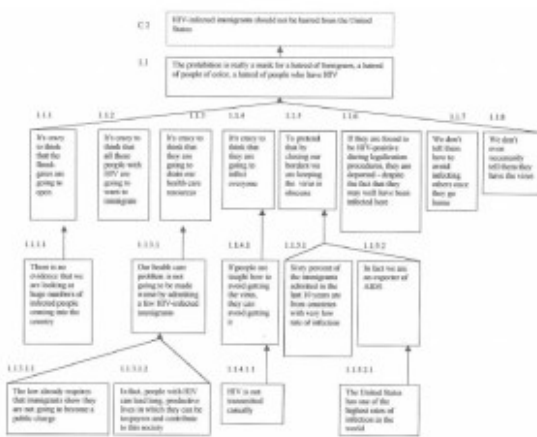 C 2
HIV-infected immigrants should not be barred from the United
States
1.1
The prohibition is really a mask for a hatred of foreigners, a hatred
of people of color, a hatred of people who have HIV
1.1.1
1.1.2
1.1.3
1.1.4
1.1.5
1.1.6
1.1.7
1.1.8
It's crazy to
think that the
flood-
gates are
going to
open
It's crazy to
think that
all these
people with
HIV are
going to
want to
immigrate
It's crazy to
think that
they are
going to
drain our
health-care
resources
It's crazy to
think that
they are
going to
infect
everyone
To pretend
that by
closing our
borders we
are keeping
the virus in
If they are found to
be HIV-positive
during legalization
procedures, they are
deported - despite
the fact that they
may well have been
infected here
We don't
tell them
how to
avoid
infecting
others once
they go
home
We don't
even
necessarily
tell them they
have the virus
1.1.1.1
1.1.3.1
1.1.4.1
1.1.5.1
1.1.5.2
There is no
evidence that we
are looking at
huge numbers of
infected people
coming into the
country
Our health care
problem is not
going to be made
worse by admitting
a few HIV-infected
immigrants
If people are
taught how to
avoid getting
the virus,
they can
avoid getting
it
Sixty percent of
the immigrants
admitted in the
last 10 years are
from countries
with very low
rate of infection
In fact we are
an exporter of
AIDS
1.1.3.1.1
1.1.3.1.2
1.1.4.1.1
1.1.5.2.1
The law already requires
that immigrants show they
are not going to become a
public charge
In fact, people with HIV
can lead long, productive
lives in which they can be
taxpayers and contribute
to this society
HIV is not
transmitted
casually
The United States
has one of the
highest rates of
infection in the
world